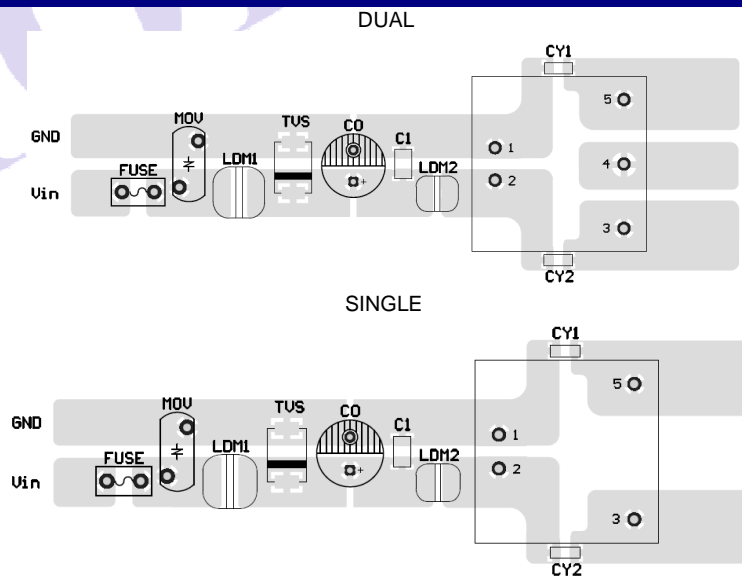 DUAL
CY1
5
MOV
TVS
CO
C1
GND
1
LDM1
LDM2
4
FUSE
2
+
Vin
3
CY2
SINGLE
CY1
5
MOV
TVS
CO
C1
GND
1
LDM1
LDM2
FUSE
2
+
Vin
3
CY2